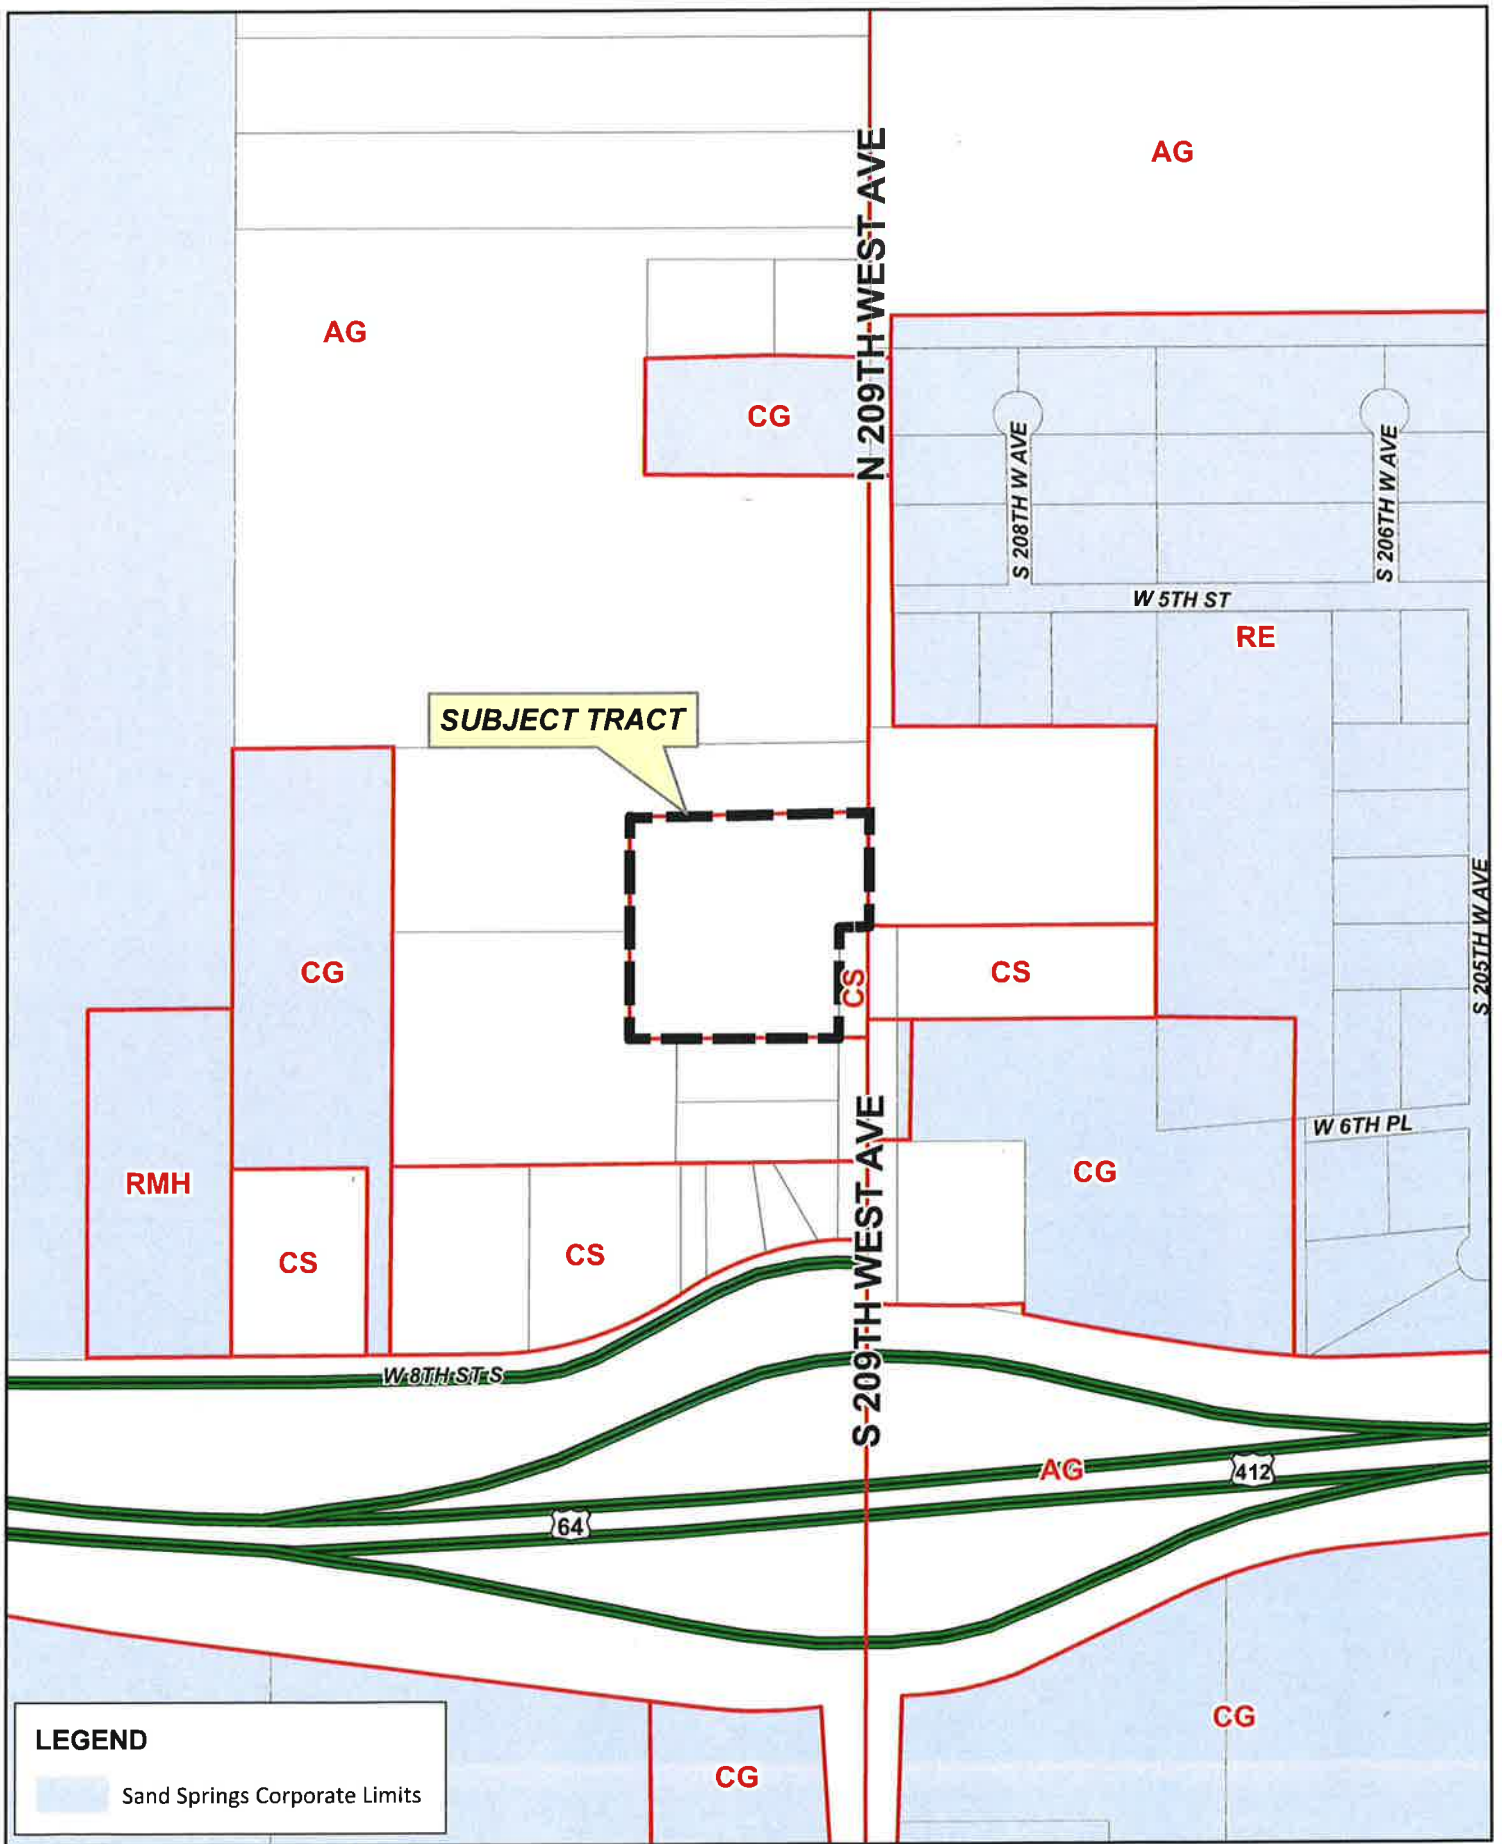 AG
N 209TH WEST AVE
AG
CG
S 208TH W AVE
S 206TH W AVE
W 5TH ST
RE
SUBJECT TRACT
S 205TH W AVE
CG
CS
CS
W 6TH PL
RMH
CG
CS
CS
S 209TH WEST AVE
W 8TH ST S
AG
412
64
CG
CG
LEGEND
Sand Springs Corporate Limits